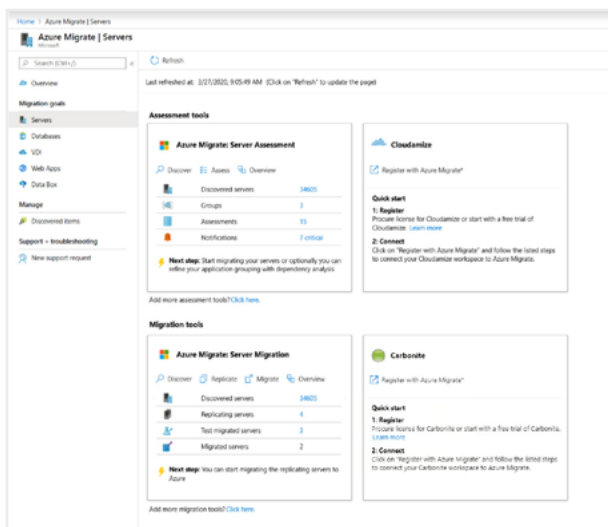 Home > Azure Migrate | Servers
Azure Migrate | Servers
Microsoft
Search (Ctrl+/)
«
Refresh
Overview
Last refreshed at: 3/27/2020, 9:05:49 AM (Click on "Refresh" to update the page)
Migration goals
Servers
Databases
VDI
Web Apps
Data Box
Manage
Discovered items
Support + troubleshooting
New support request
Assessment tools
Azure Migrate: Server Assessment
Discover Assess Overview
Discovered servers 34605
Groups 3
Assessments 15
Notifications 7 critical
Next step: Start migrating your servers or optionally you can
refine your application grouping with dependency analysis
Cloudamize
Register with Azure Migrate*
Quick start
1: Register
Procure license for Cloudamize or start with a free trial of
Cloudamize. Learn more
2: Connect
Click on "Register with Azure Migrate" and follow the listed steps
to connect your Cloudamize workspace to Azure Migrate.
Add more assessment tools? Click here.
Migration tools
Azure Migrate: Server Migration
Discover Replicate Migrate Overview
Discovered servers 34605
Replicating servers 4
Test migrated servers 3
Migrated servers 2
Next step: You can start migrating the replicating servers to
Azure
Carbonite
Register with Azure Migrate*
Quick start
1: Register
Procure license for Carbonite or start with a free trial of Carbonite.
Learn more
2: Connect
Click on "Register with Azure Migrate" and follow the listed steps
to connect your Carbonite workspace to Azure Migrate.
Add more migration tools? Click here.